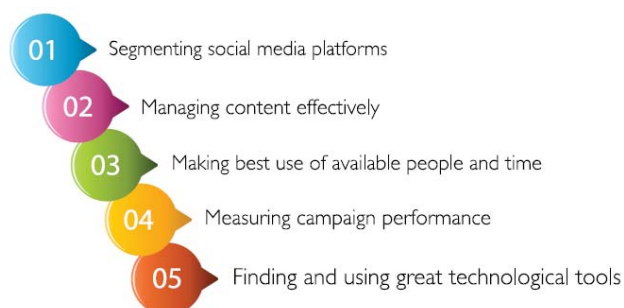 01 Segmenting social media platforms
02 Managing content effectively
03 Making best use of available people and time
04 Measuring campaign performance
05 Finding and using great technological tools